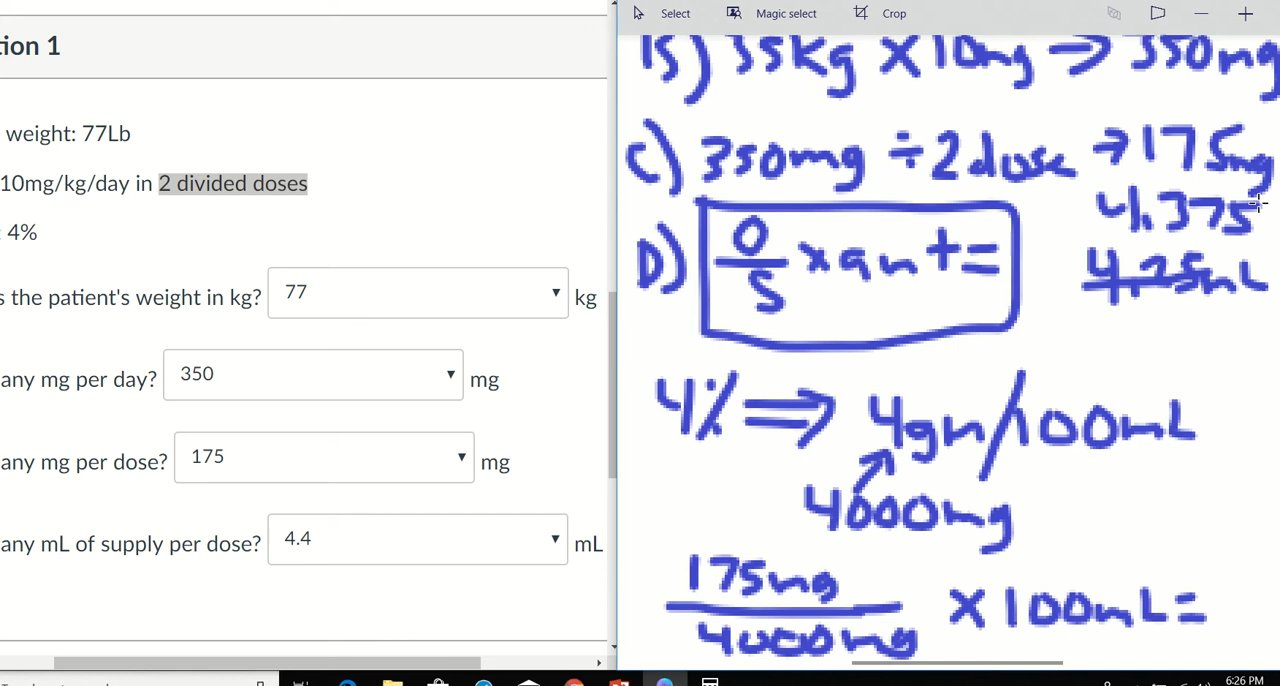 tion 1
weight: 77Lb
10mg/kg/day in 2 divided doses
: 4%
s the patient's weight in kg? 77 kg
any mg per day? 350 mg
any mg per dose? 175 mg
any mL of supply per dose? 4.4 mL
Select Magic select Crop
B) 35kg x 10mg → 350mg
C) 350mg ÷ 2 dose → 175mg
4.375
D) D/S x qnt =
4.25mL
4% ⇒ 4gm/100mL
4000mg
175mg/4000mg x 100mL =
6:26 PM